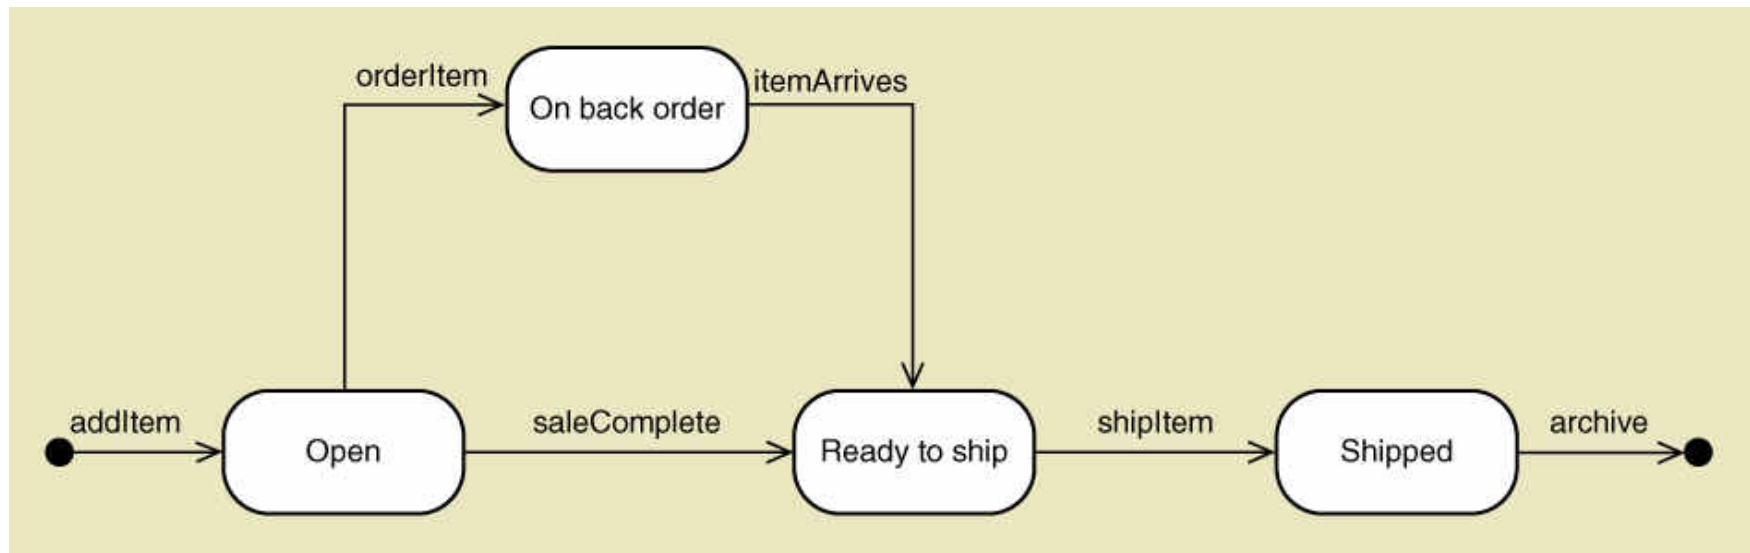 orderItem
On back order
itemArrives
addItem
Open
saleComplete
Ready to ship
shipItem
Shipped
archive